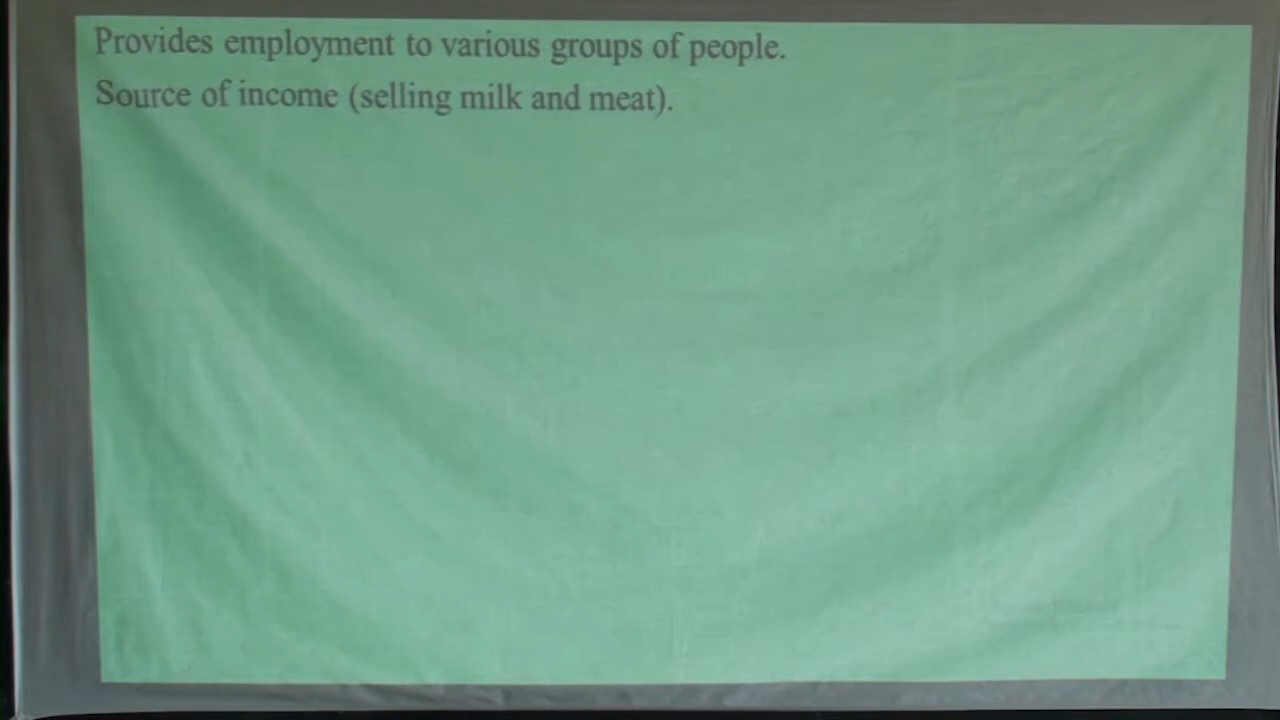 Provides employment to various groups of people.
Source of income (selling milk and meat).